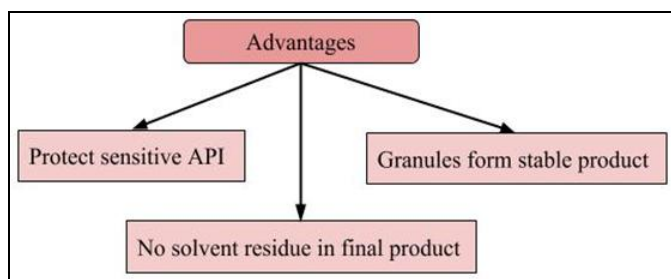 Advantages
Protect sensitive API
Granules form stable product
No solvent residue in final product